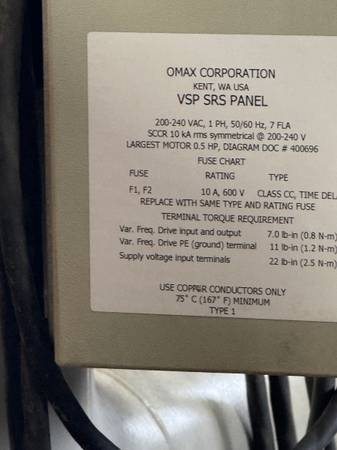 OMAX CORPORATION
KENT, WA USA
VSP SRS PANEL
200-240 VAC, 1 PH, 50/60 Hz, 7 FLA
SCCR 10 kA rms symmetrical @ 200-240 V
LARGEST MOTOR 0.5 HP, DIAGRAM DOC # 400696
FUSE CHART
FUSE RATING TYPE
F1, F2 10 A, 600 V CLASS CC, TIME DEL
REPLACE WITH SAME TYPE AND RATING FUSE
TERMINAL TORQUE REQUIREMENT
Var. Freq. Drive input and output 7.0 lb-in (0.8 N-m)
Var. Freq. Drive PE (ground) terminal 11 lb-in (1.2 N-m)
Supply voltage input terminals 22 lb-in (2.5 N-m)
USE COPPER CONDUCTORS ONLY
75° C (167° F) MINIMUM
TYPE 1